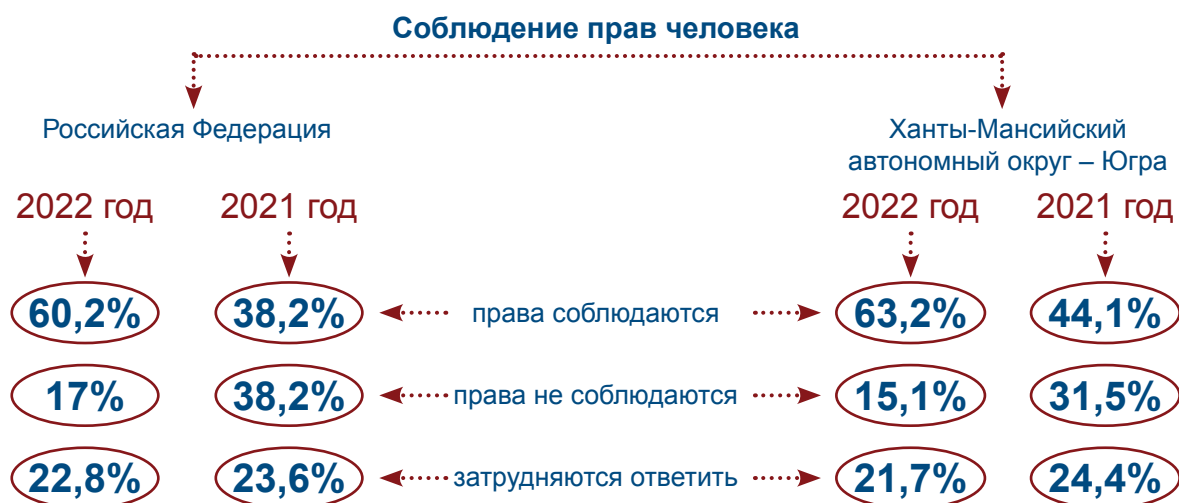 Соблюдение прав человека
Российская Федерация
Ханты-Мансийский
автономный округ – Югра
2022 год 2021 год 2022 год 2021 год
60,2% 38,2% права соблюдаются 63,2% 44,1%
17% 38,2% права не соблюдаются 15,1% 31,5%
22,8% 23,6% затрудняются ответить 21,7% 24,4%